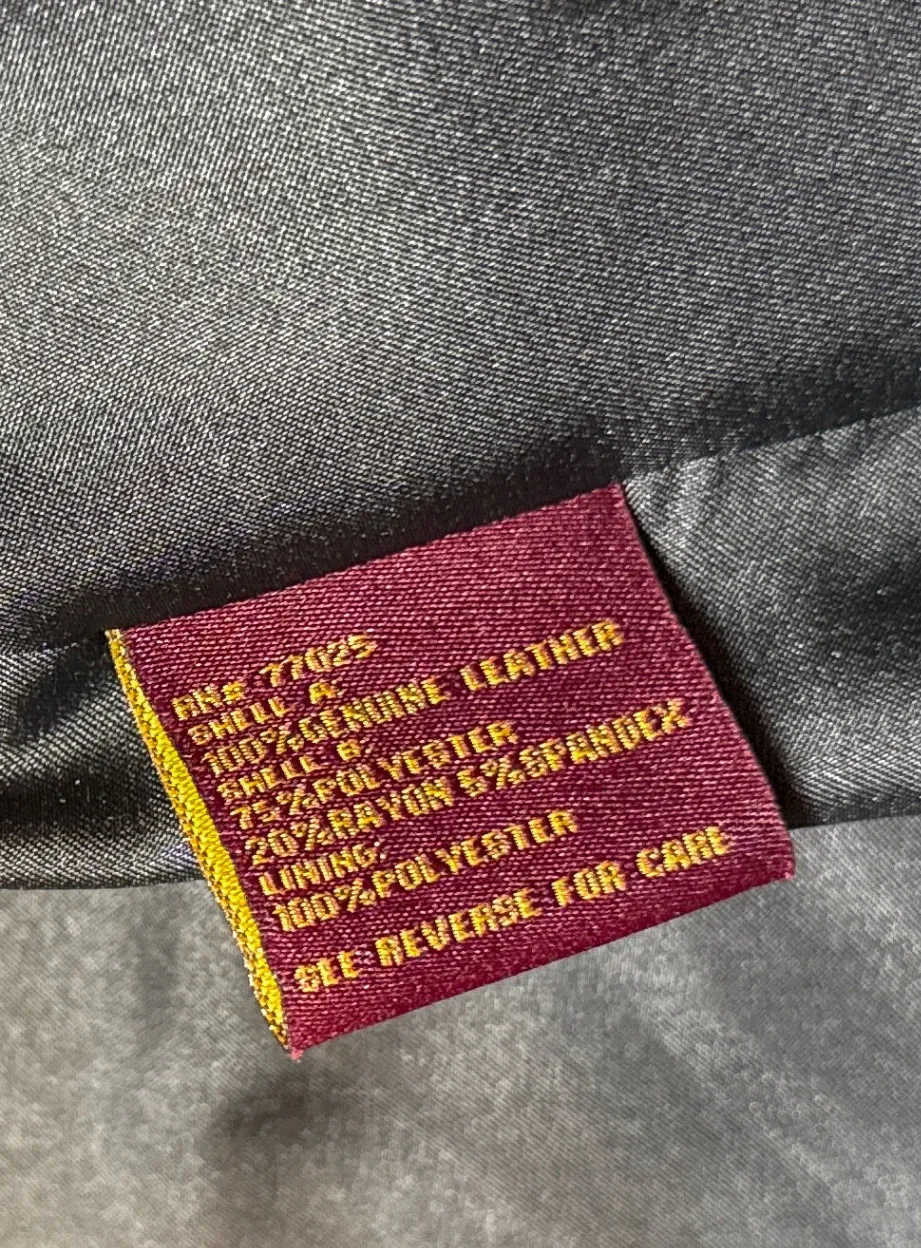 RN# 77025
SHELL A:
100%GENUINE LEATHER
SHELL B:
75%POLYESTER
20%RAYON 5%SPANDEX
LINING:
100%POLYESTER
SEE REVERSE FOR CARE